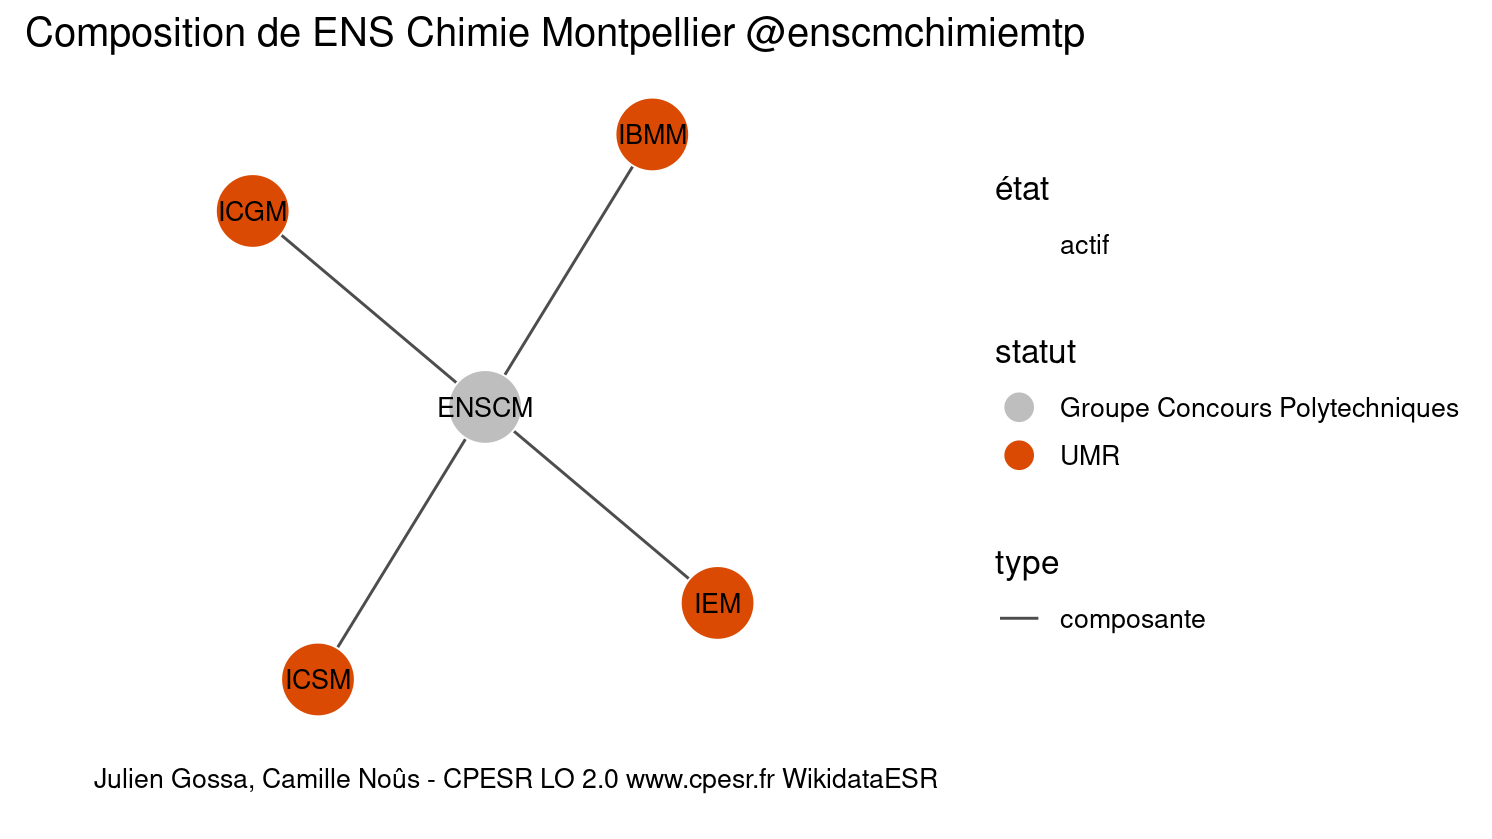 Composition de ENS Chimie Montpellier @enscmchimiemtp
IBMM
ICGM
ENSCM
IEM
ICSM
état
actif
statut
Groupe Concours Polytechniques
UMR
type
composante
Julien Gossa, Camille Noûs - CPESR LO 2.0 www.cpesr.fr WikidataESR